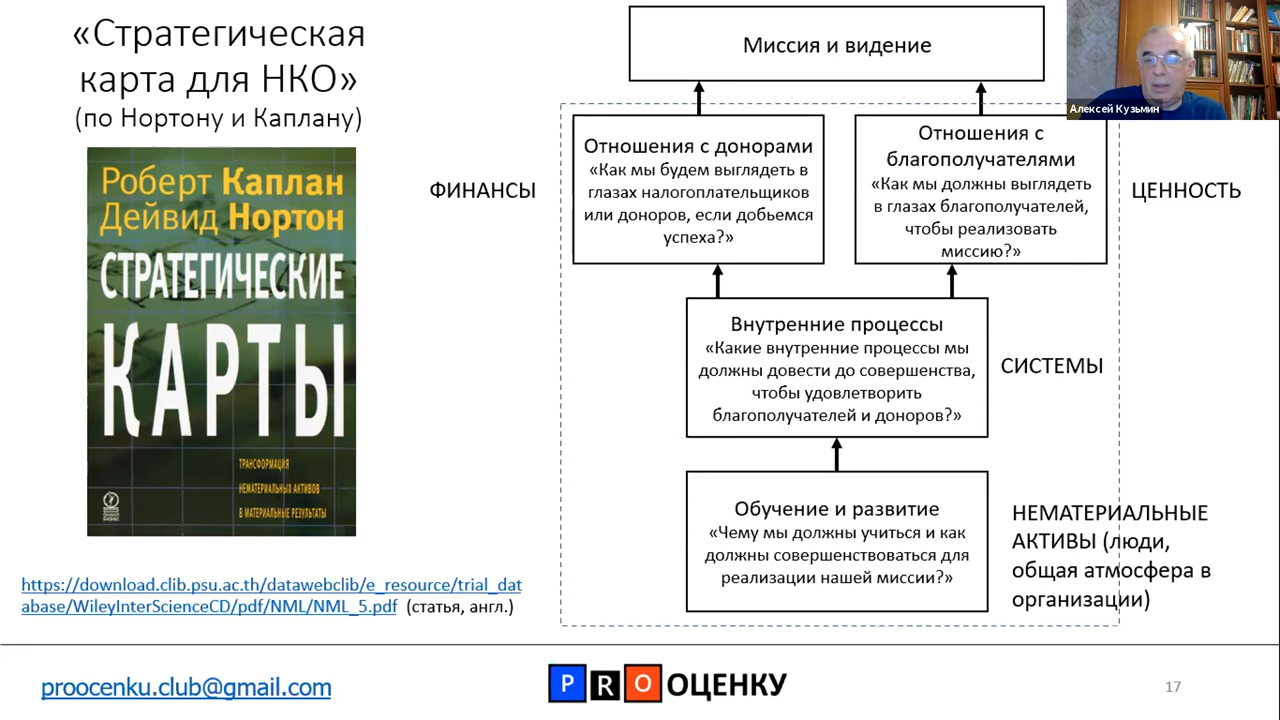 «Стратегическая
карта для НКО»
(по Нортону и Каплану)
Роберт Каплан
Дейвид Нортон
СТРАТЕГИЧЕСКИЕ
КАРТЫ
ТРАНСФОРМАЦИЯ
НЕМАТЕРИАЛЬНЫХ АКТИВОВ
В МАТЕРИАЛЬНЫЕ РЕЗУЛЬТАТЫ
https://download.clib.psu.ac.th/datawebclib/e_resource/trial_dat
abase/WileyInterScienceCD/pdf/NML/NML_5.pdf (статья, англ.)
Миссия и видение
Алексей Кузьмин
ФИНАНСЫ
Отношения с донорами
«Как мы будем выглядеть в
глазах налогоплательщиков
или доноров, если добьемся
успеха?»
Отношения с
благополучателями
«Как мы должны выглядеть
в глазах благополучателей,
чтобы реализовать
миссию?»
ЦЕННОСТЬ
Внутренние процессы
«Какие внутренние процессы мы
должны довести до совершенства,
чтобы удовлетворить
благополучателей и доноров?»
СИСТЕМЫ
Обучение и развитие
«Чему мы должны учиться и как
должны совершенствоваться для
реализации нашей миссии?»
НЕМАТЕРИАЛЬНЫЕ
АКТИВЫ (люди,
общая атмосфера в
организации)
proocenku.club@gmail.com
PRO ОЦЕНКУ
17